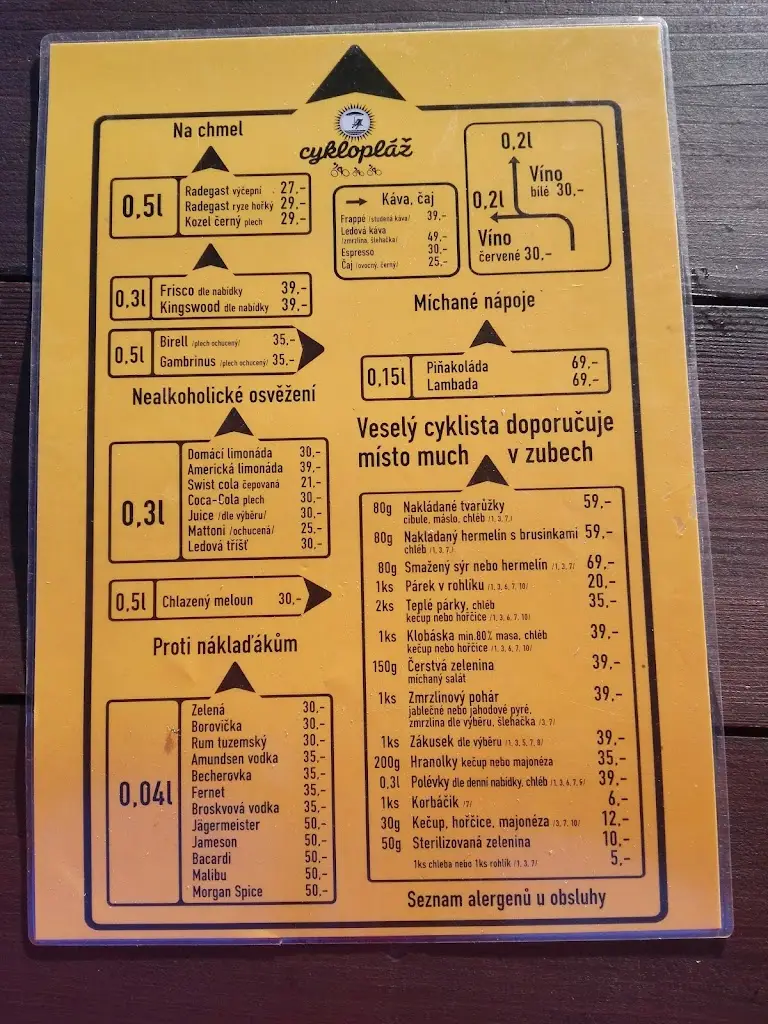 cyklopláž
Na chmel
0,5l
Radegast výčepní 27,-
Radegast ryze hořký 29,-
Kozel černý plech 29,-
0,3l
Frisco dle nabídky 39,-
Kingswood dle nabídky 39,-
0,5l
Birell /plech ochucený/ 35,-
Gambrinus /plech ochucený/ 35,-
Nealkoholické osvěžení
0,3l
Domácí limonáda 30,-
Americká limonáda 39,-
Swist cola čepovaná 21,-
Coca-Cola plech 30,-
Juice /dle výběru/ 30,-
Mattoni /ochucená/ 25,-
Ledová tříšť 30,-
0,5l
Chlazený meloun 30,-
Proti náklaďákům
0,04l
Zelená 30,-
Borovička 30,-
Rum tuzemský 30,-
Amundsen vodka 35,-
Becherovka 35,-
Fernet 35,-
Broskvová vodka 35,-
Jägermeister 50,-
Jameson 50,-
Bacardi 50,-
Malibu 50,-
Morgan Spice 50,-
Káva, čaj
Frappé /studená káva/ 39,-
Ledová káva
/zmrzlina, šlehačka/ 49,-
Espresso 30,-
Čaj /ovocný, černý/ 25,-
0,2l
Víno
bílé 30,-
0,2l
Víno
červené 30,-
Míchané nápoje
0,15l
Piňakoláda 69,-
Lambada 69,-
Veselý cyklista doporučuje
místo much v zubech
80g Nakládané tvarůžky 59,-
cibule, máslo, chléb /1, 3, 7/
80g Nakládaný hermelín s brusinkami 59,-
chléb /1, 3, 7/
80g Smažený sýr nebo hermelín /1, 3, 7/ 69,-
1ks Párek v rohlíku /1, 3, 6, 7, 10/ 20,-
2ks Teplé párky, chléb 35,-
kečup nebo hořčice /1, 3, 6, 7, 10/
1ks Klobáska min.80% masa, chléb 39,-
kečup nebo hořčice /1, 3, 6, 7, 10/
150g Čerstvá zelenina 39,-
míchaný salát
1ks Zmrzlinový pohár 39,-
jablečné nebo jahodové pyré,
zmrzlina dle výběru, šlehačka /3, 7/
1ks Zákusek dle výběru /1, 3, 5, 7, 8/ 39,-
200g Hranolky kečup nebo majonéza 35,-
0,3l Polévky dle denní nabídky, chléb /1, 3, 6, 7, 9/ 39,-
1ks Korbáčik /7/ 6,-
30g Kečup, hořčice, majonéza /3, 7, 10/ 12,-
50g Sterilizovaná zelenina 10,-
1ks chleba nebo 1ks rohlík /1, 3, 7/ 5,-
Seznam alergenů u obsluhy